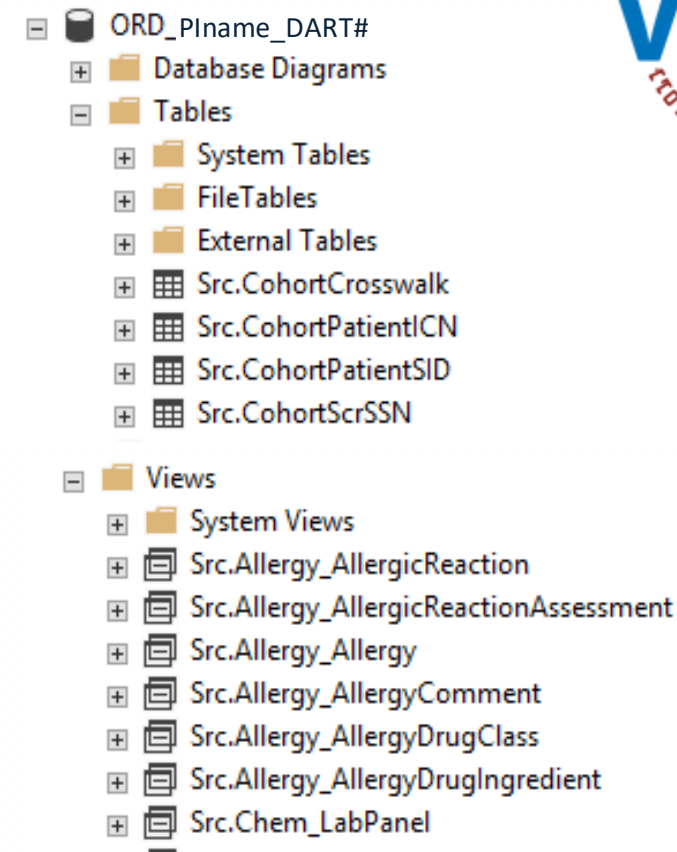 ORD_PIname_DART#
Database Diagrams
Tables
System Tables
FileTables
External Tables
Src.CohortCrosswalk
Src.CohortPatientICN
Src.CohortPatientSID
Src.CohortScrSSN
Views
System Views
Src.Allergy_AllergicReaction
Src.Allergy_AllergicReactionAssessment
Src.Allergy_Allergy
Src.Allergy_AllergyComment
Src.Allergy_AllergyDrugClass
Src.Allergy_AllergyDrugIngredient
Src.Chem_LabPanel